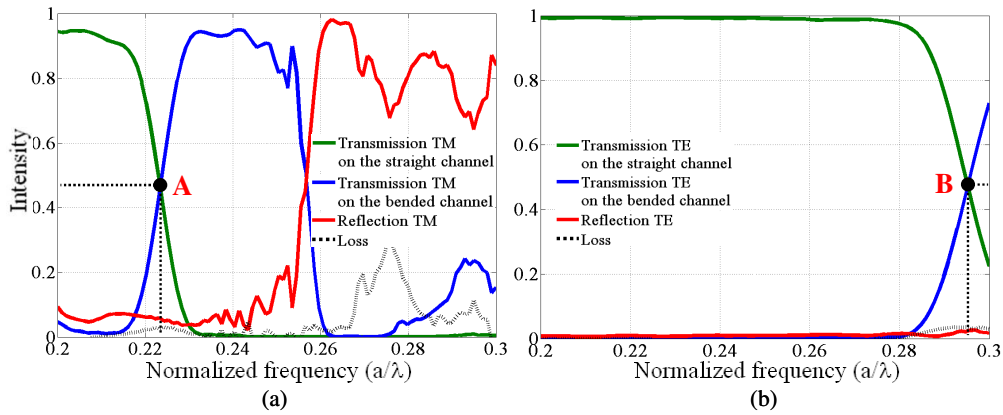 1
0.8
0.6
0.4
0.2
0
Intensity
A
Transmission TM
on the straight channel
Transmission TM
on the bended channel
Reflection TM
Loss
0.2
0.22
0.24
0.26
0.28
0.3
Normalized frequency (a/λ)
(a)
1
0.8
0.6
0.4
0.2
0
B
Transmission TE
on the straight channel
Transmission TE
on the bended channel
Reflection TE
Loss
0.2
0.22
0.24
0.26
0.28
0.3
Normalized frequency (a/λ)
(b)